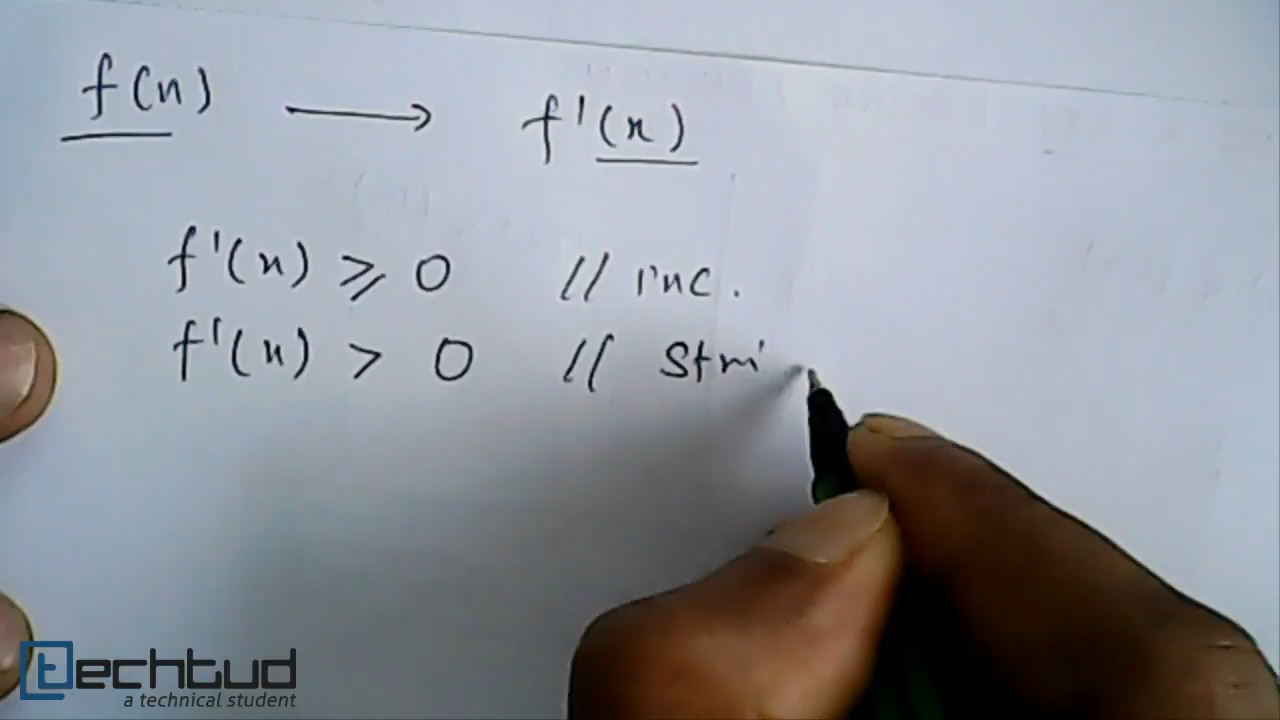 f(x) ⟶ f'(x)
f'(x) ⩾ 0 // inc.
f'(x) > 0 // Stri
techtud
a technical student